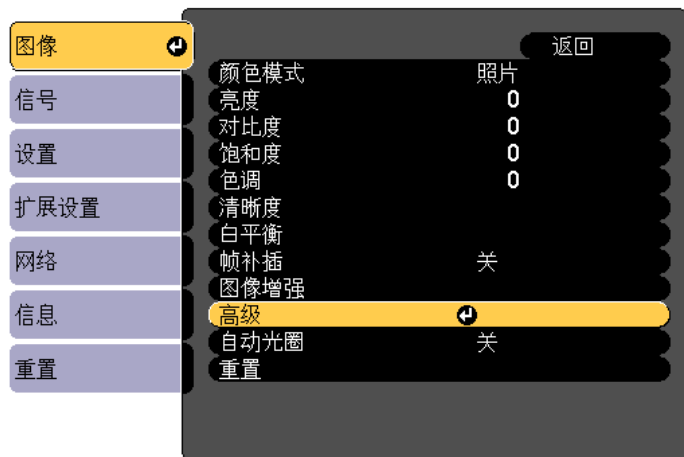 图像
信号
设置
扩展设置
网络
信息
重置
返回
颜色模式 照片
亮度 0
对比度 0
饱和度 0
色调 0
清晰度
白平衡
帧补插 关
图像增强
高级
自动光圈 关
重置